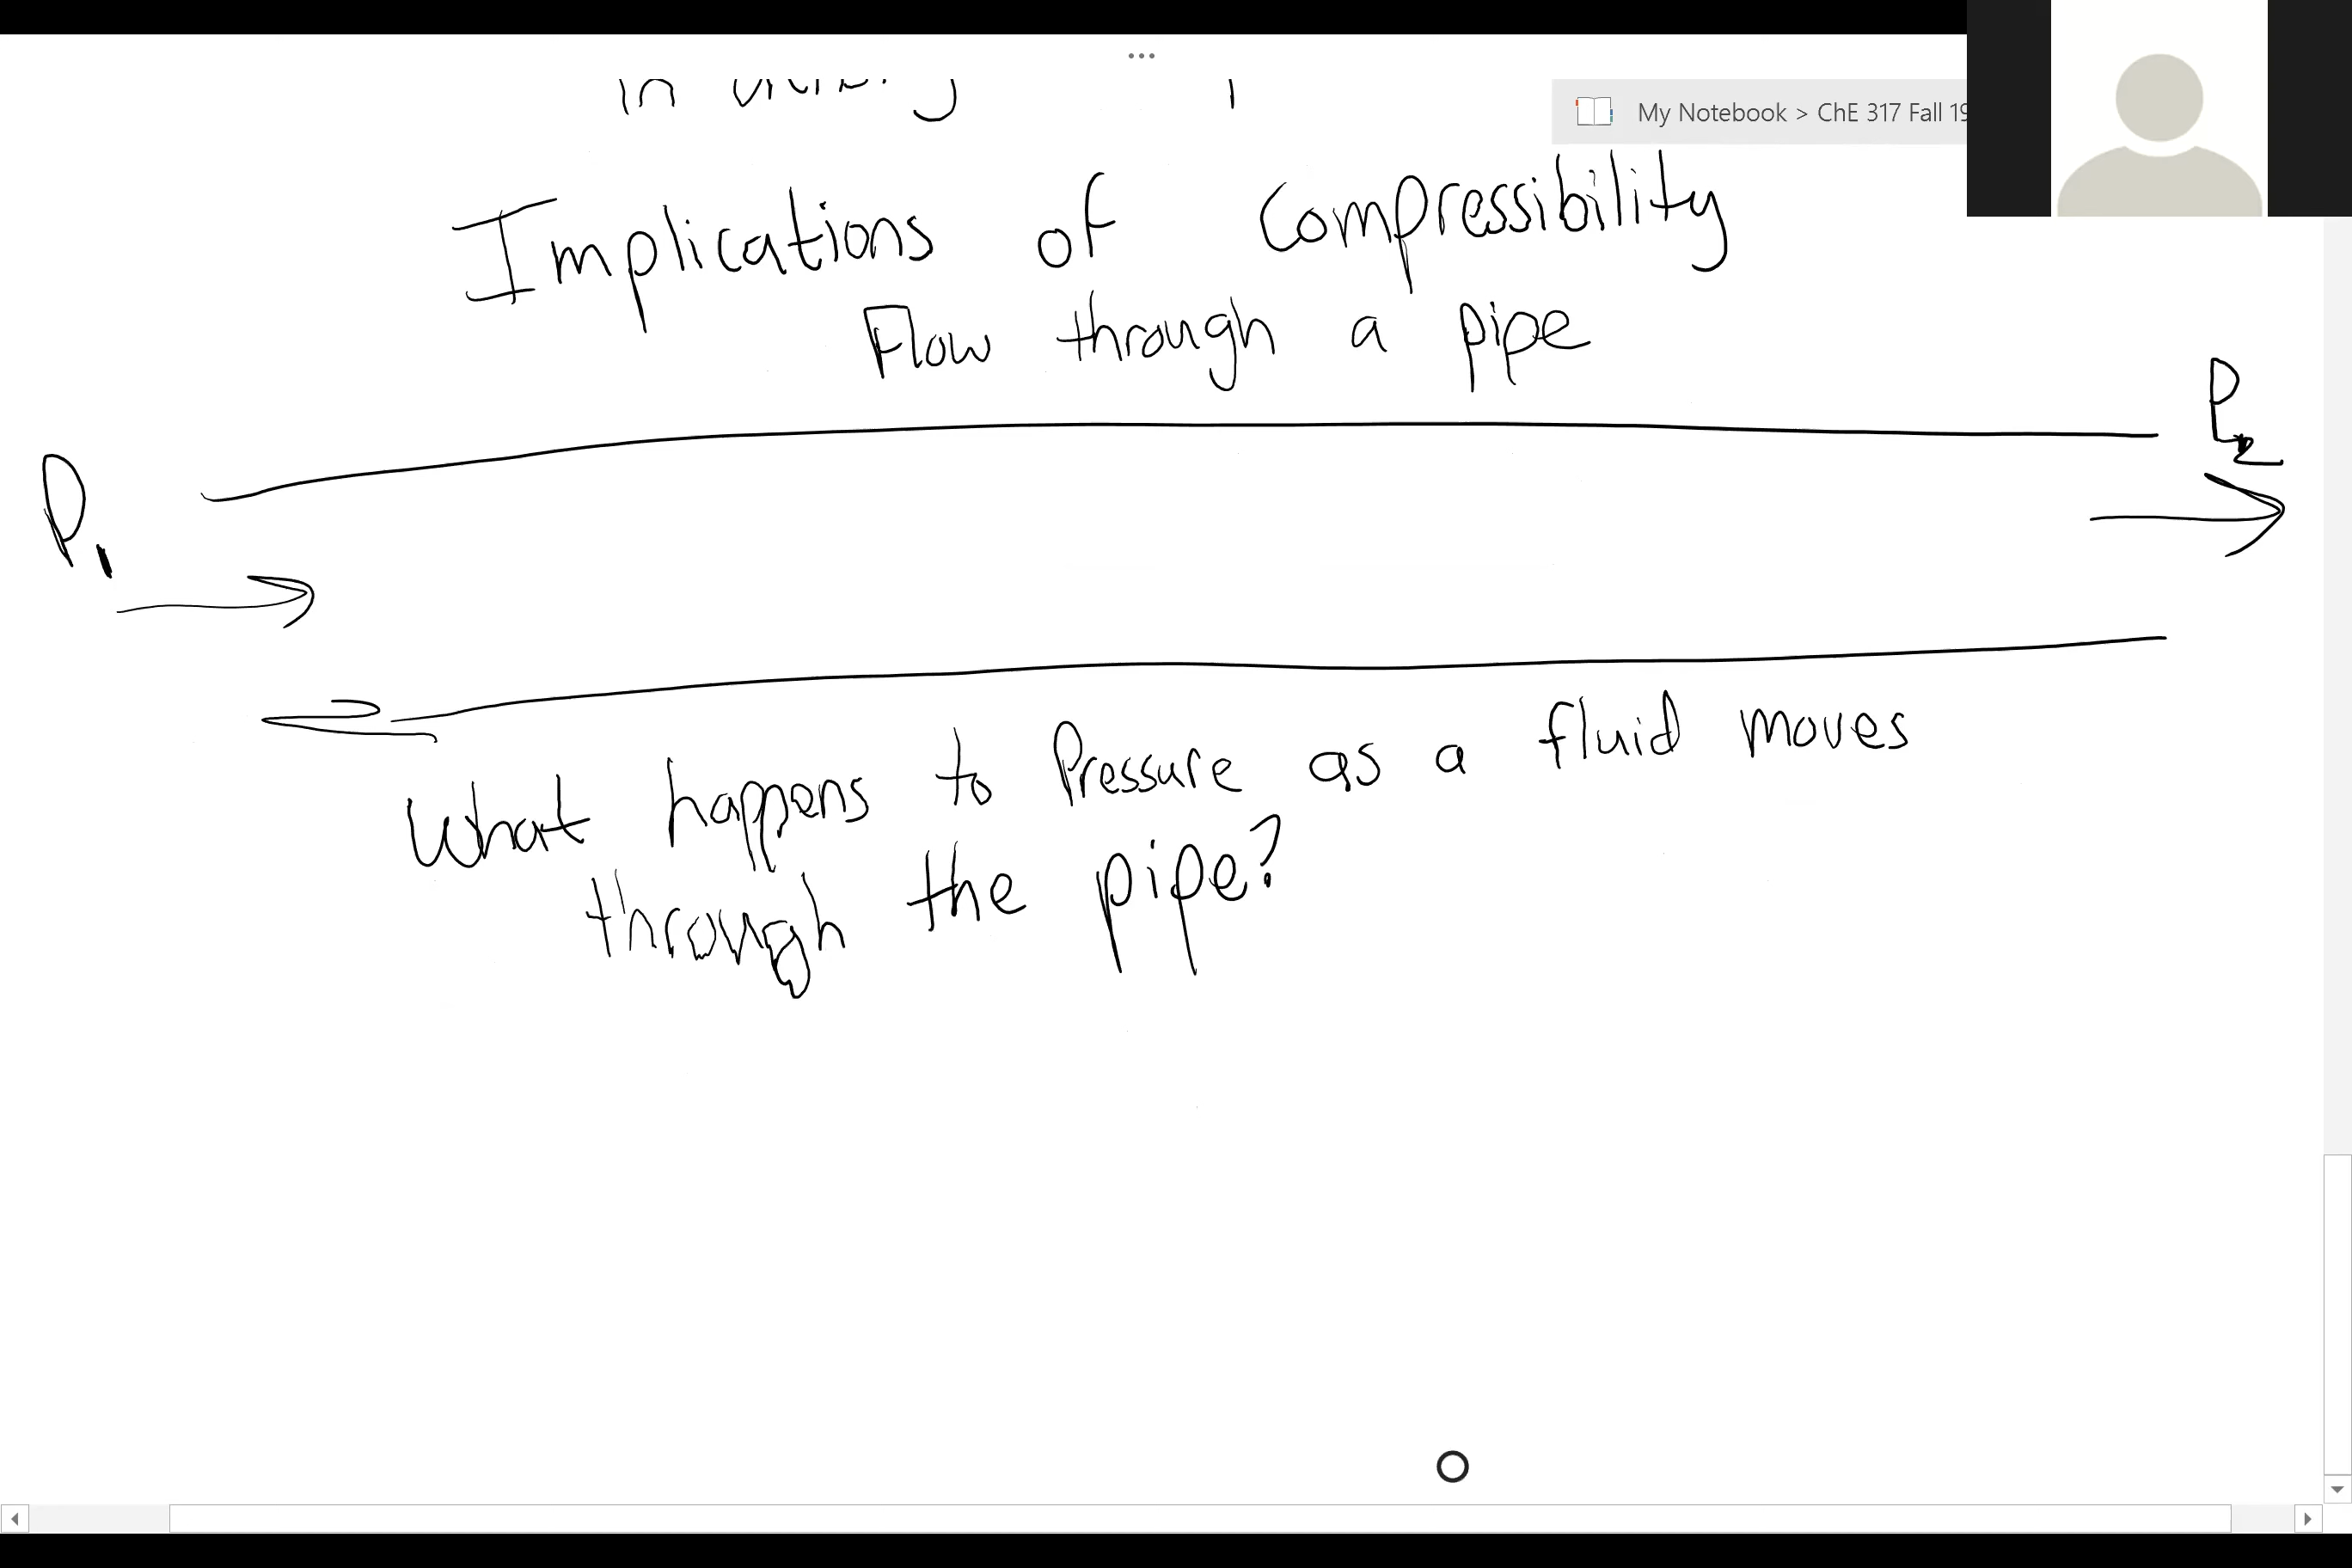 My Notebook > ChE 317 Fall 19
Implications of Compressibility
Flow through a pipe
P1
P2
What happens to Pressure as a fluid moves
through the pipe?